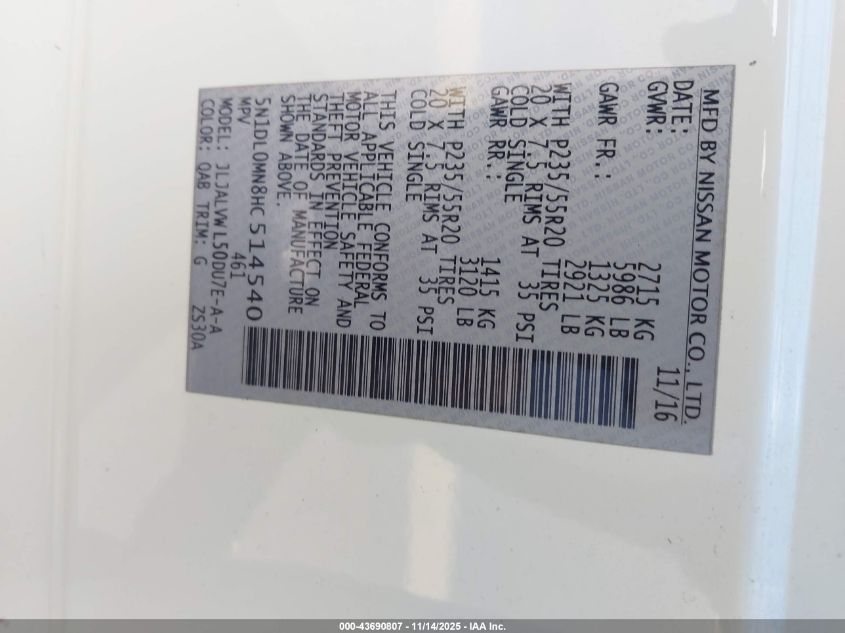 MFD BY NISSAN MOTOR CO., LTD.
DATE: 11/16
GVWR: 2715 KG
5986 LB
GAWR FR.: 1325 KG
2921 LB
WITH P235/55R20 TIRES
20 X 7.5 RIMS AT 35 PSI
COLD SINGLE
GAWR RR.: 1415 KG
3120 LB
WITH P235/55R20 TIRES
20 X 7.5 RIMS AT 35 PSI
COLD SINGLE
THIS VEHICLE CONFORMS TO
ALL APPLICABLE FEDERAL
MOTOR VEHICLE SAFETY AND
THEFT PREVENTION
STANDARDS IN EFFECT ON
THE DATE OF MANUFACTURE
SHOWN ABOVE.
5N1DL0MN8HC514540
MPV 461
MODEL: JLJALVWL50DU7E-A-A
COLOR: QAB TRIM: G ZS30A
000-43690807 - 11/14/2025 - IAA Inc.